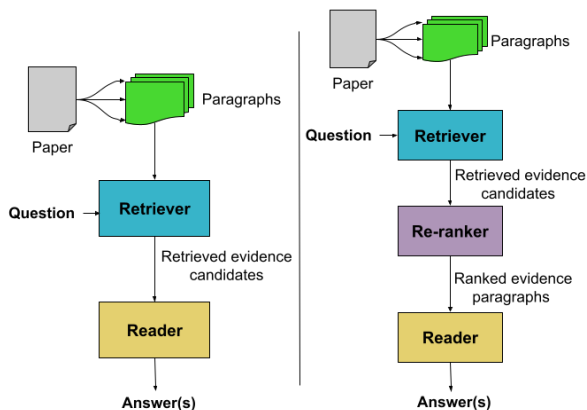 Paragraphs
Paper
Question
Retriever
Retrieved evidence
candidates
Reader
Answer(s)
Paragraphs
Paper
Question
Retriever
Retrieved evidence
candidates
Re-ranker
Ranked evidence
paragraphs
Reader
Answer(s)